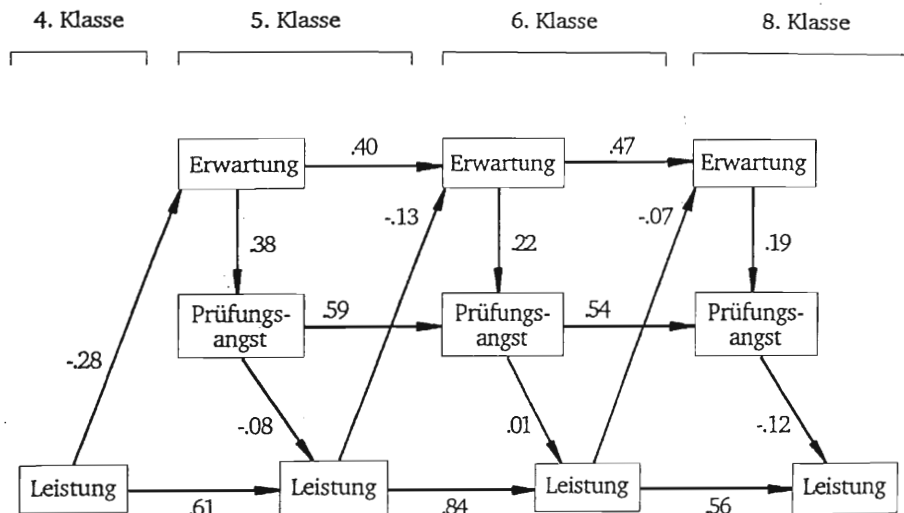 4. Klasse 5. Klasse 6. Klasse 8. Klasse
Erwartung .40 Erwartung .47 Erwartung
-.13 -.07
.38 .22 .19
Prüfungs-
angst
.59
Prüfungs-
angst
.54
Prüfungs-
angst
-.28
-.08 .01 -.12
Leistung Leistung Leistung Leistung
.61 .84 .56